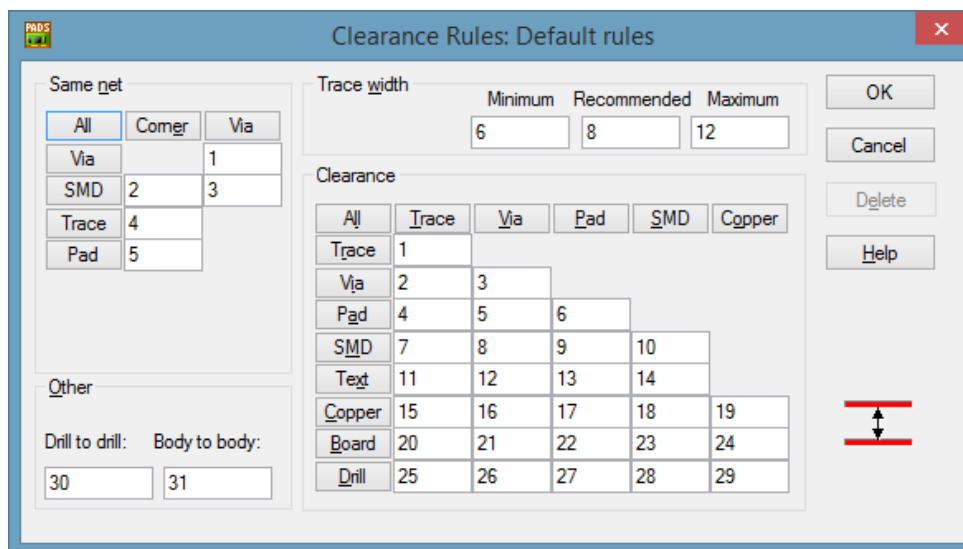 PADS
Clearance Rules: Default rules
Same net
All Corner Via
Via 1
SMD 2 3
Trace 4
Pad 5
Other
Drill to drill: Body to body:
30 31
Trace width
Minimum Recommended Maximum
6 8 12
Clearance
All Trace Via Pad SMD Copper
Trace 1
Via 2 3
Pad 4 5 6
SMD 7 8 9 10
Text 11 12 13 14
Copper 15 16 17 18 19
Board 20 21 22 23 24
Drill 25 26 27 28 29
OK
Cancel
Delete
Help